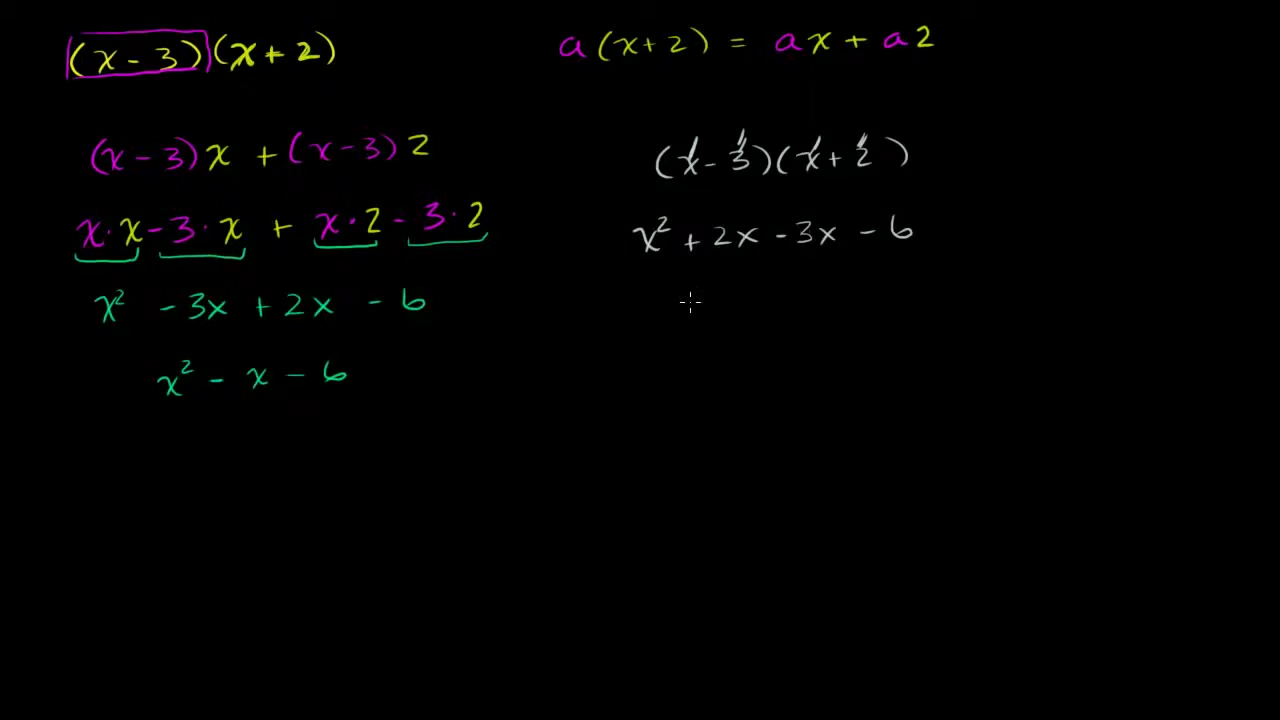 (x - 3)(x + 2)
a(x + 2) = ax + a2
(x - 3)x + (x - 3)2
x · x - 3 · x + x · 2 - 3 · 2
x² - 3x + 2x - 6
x² - x - 6
(x - 3)(x + 2)
x² + 2x - 3x - 6